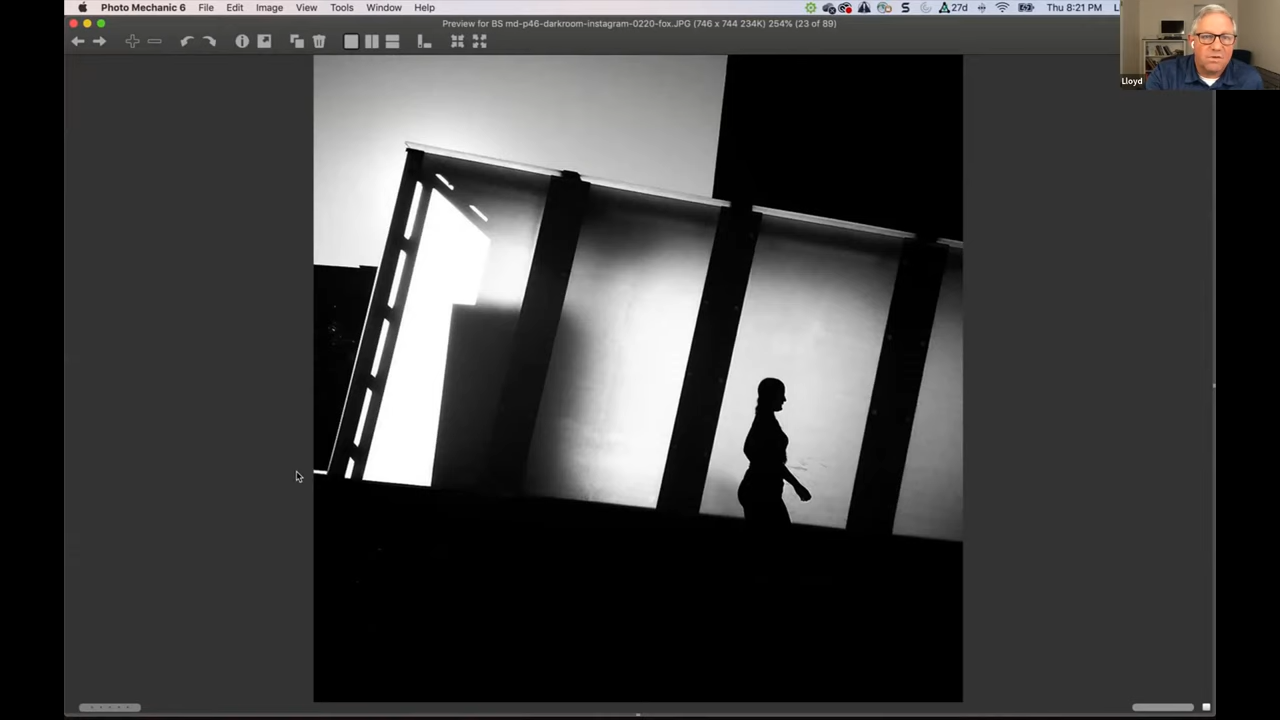 Photo Mechanic 6 File Edit Image View Tools Window Help 27d Thu 8:21 PM L
Preview for BS md-p46-darkroom-instagram-0220-fox.JPG (746 x 744 234K) 254% (23 of 89)
Lloyd